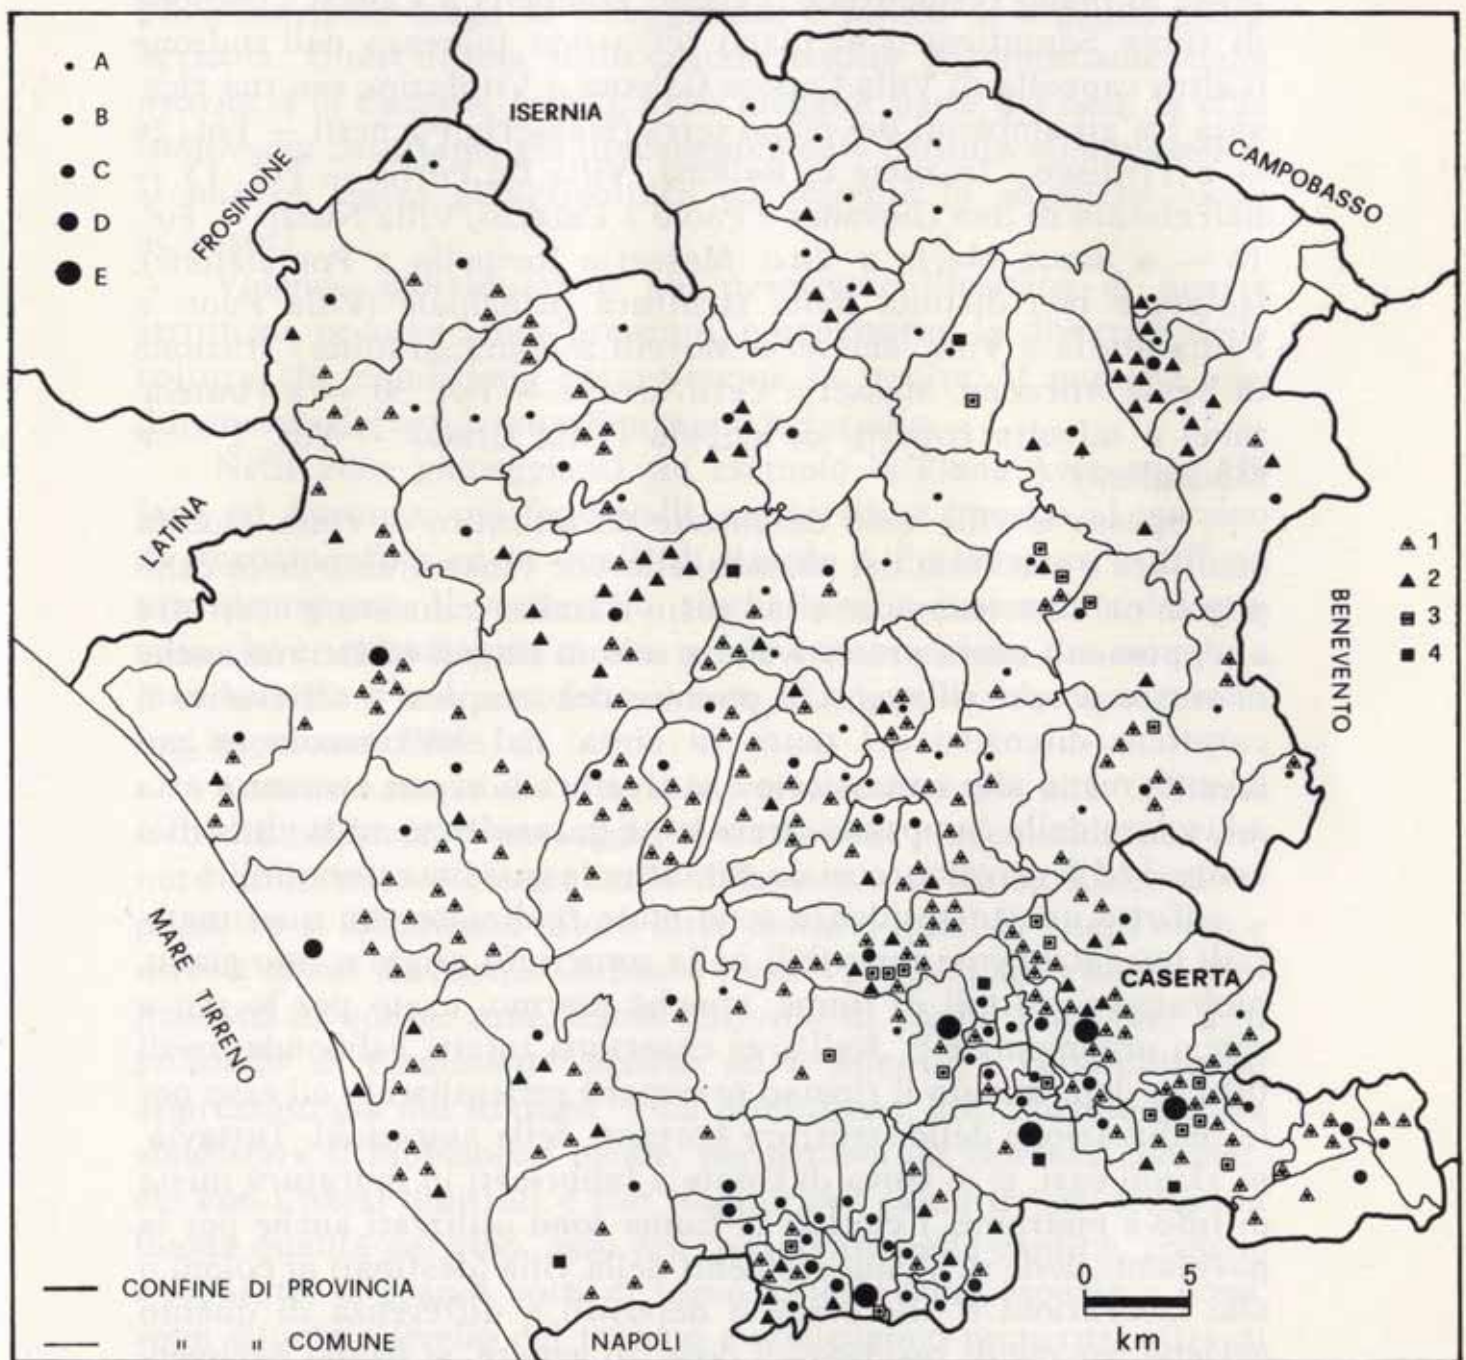 A
B
C
D
E
ISERNIA
FROSINONE
CAMPOBASSO
LATINA
1
2
3
4
BENEVENTO
MARE TIRRENO
CASERTA
0 5
km
CONFINE DI PROVINCIA
" " COMUNE
NAPOLI